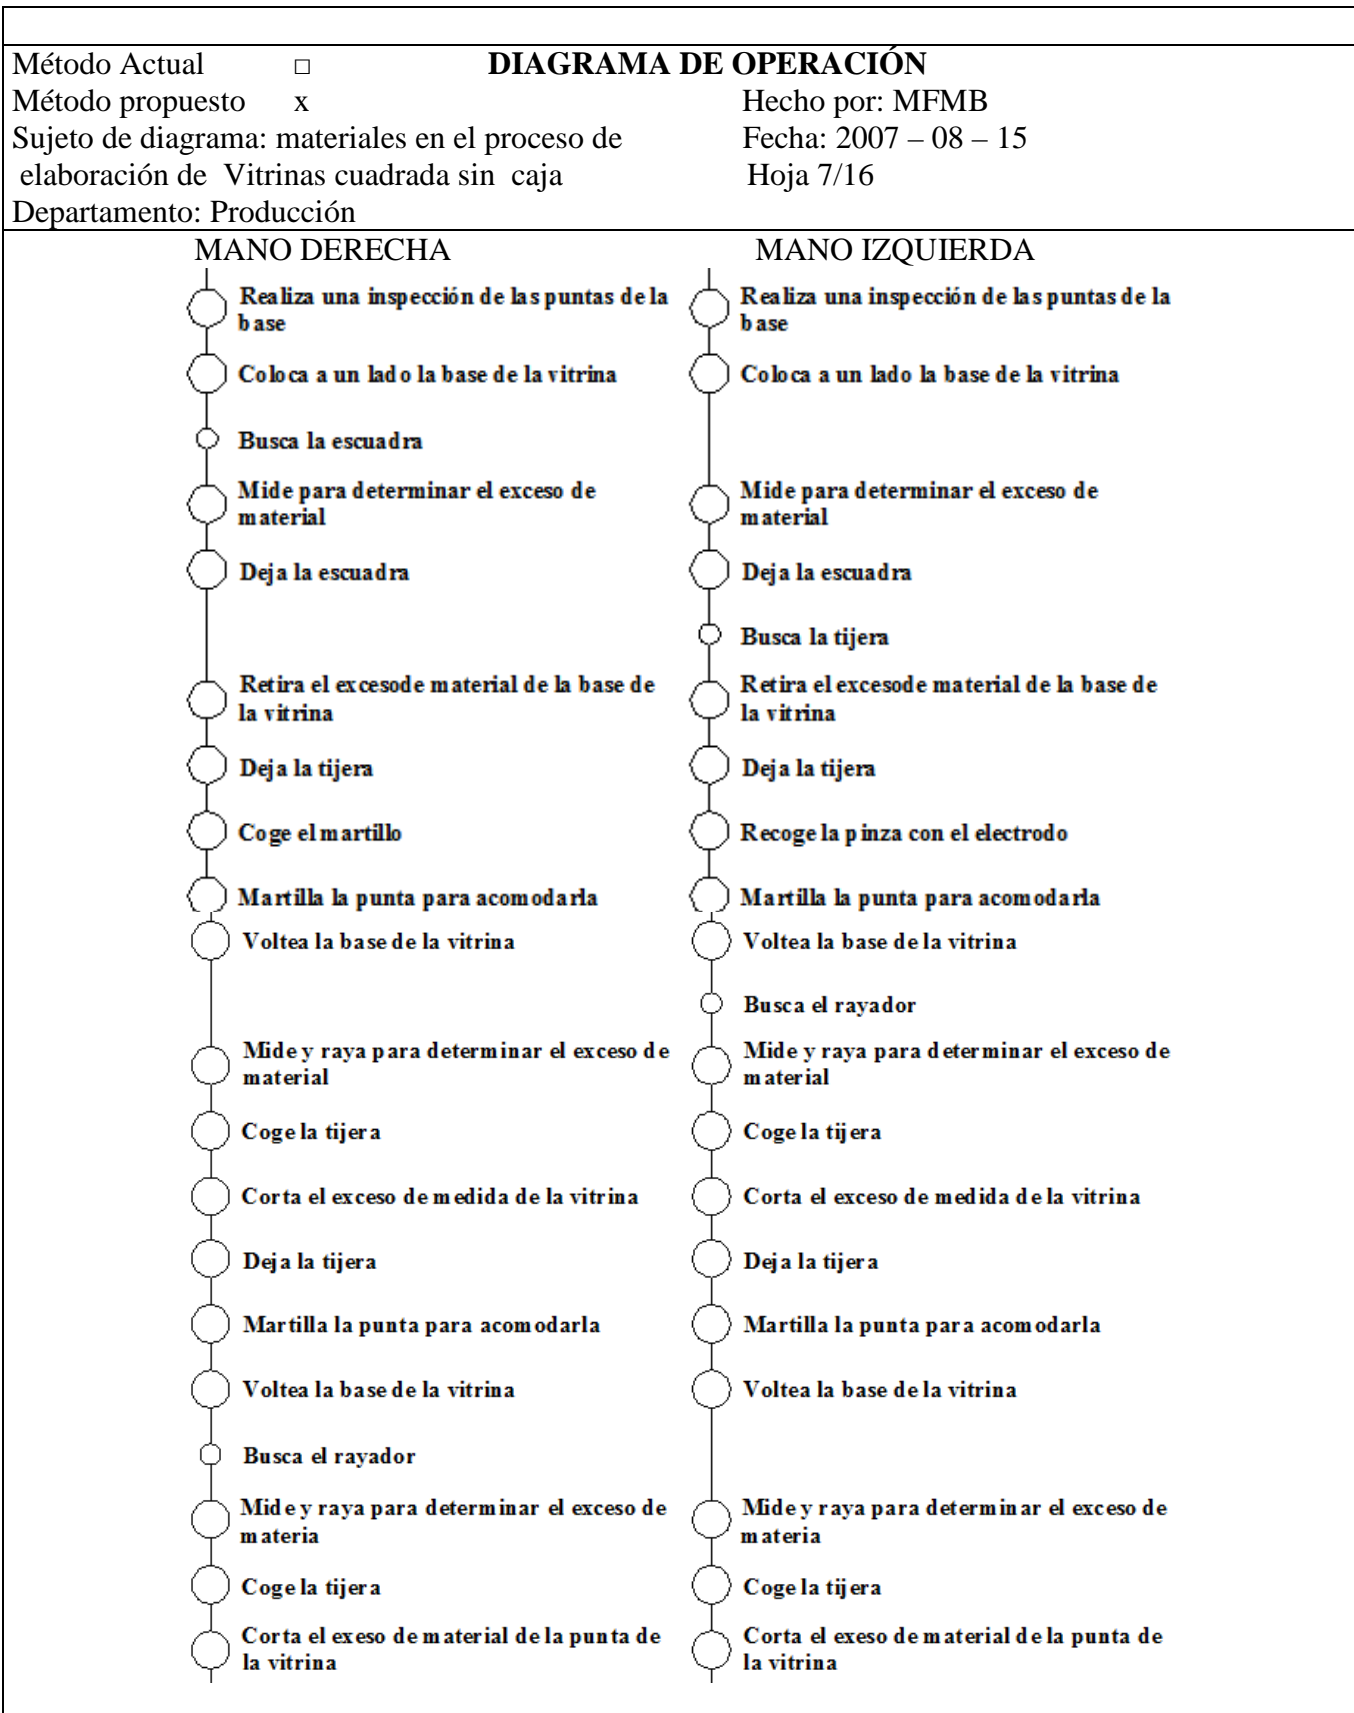 Método Actual □ DIAGRAMA DE OPERACIÓN
Método propuesto x Hecho por: MFMB
Sujeto de diagrama: materiales en el proceso de Fecha: 2007 – 08 – 15
elaboración de Vitrinas cuadrada sin caja Hoja 7/16
Departamento: Producción
MANO DERECHA MANO IZQUIERDA
Realiza una inspección de las puntas de la
base
Realiza una inspección de las puntas de la
base
Coloca a un lado la base de la vitrina
Coloca a un lado la base de la vitrina
Busca la escuadra
Mide para determinar el exceso de
material
Mide para determinar el exceso de
material
Deja la escuadra
Deja la escuadra
Busca la tijera
Retira el excesode material de la base de
la vitrina
Retira el excesode material de la base de
la vitrina
Deja la tijera
Deja la tijera
Coge el martillo
Recoge la pinza con el electrodo
Martilla la punta para acomodarla
Martilla la punta para acomodarla
Voltea la base de la vitrina
Voltea la base de la vitrina
Busca el rayador
Mide y raya para determinar el exceso de
material
Mide y raya para determinar el exceso de
material
Coge la tijera
Coge la tijera
Corta el exceso de medida de la vitrina
Corta el exceso de medida de la vitrina
Deja la tijera
Deja la tijera
Martilla la punta para acomodarla
Martilla la punta para acomodarla
Voltea la base de la vitrina
Voltea la base de la vitrina
Busca el rayador
Mide y raya para determinar el exceso de
materia
Mide y raya para determinar el exceso de
materia
Coge la tijera
Coge la tijera
Corta el exeso de material de la punta de
la vitrina
Corta el exeso de material de la punta de
la vitrina